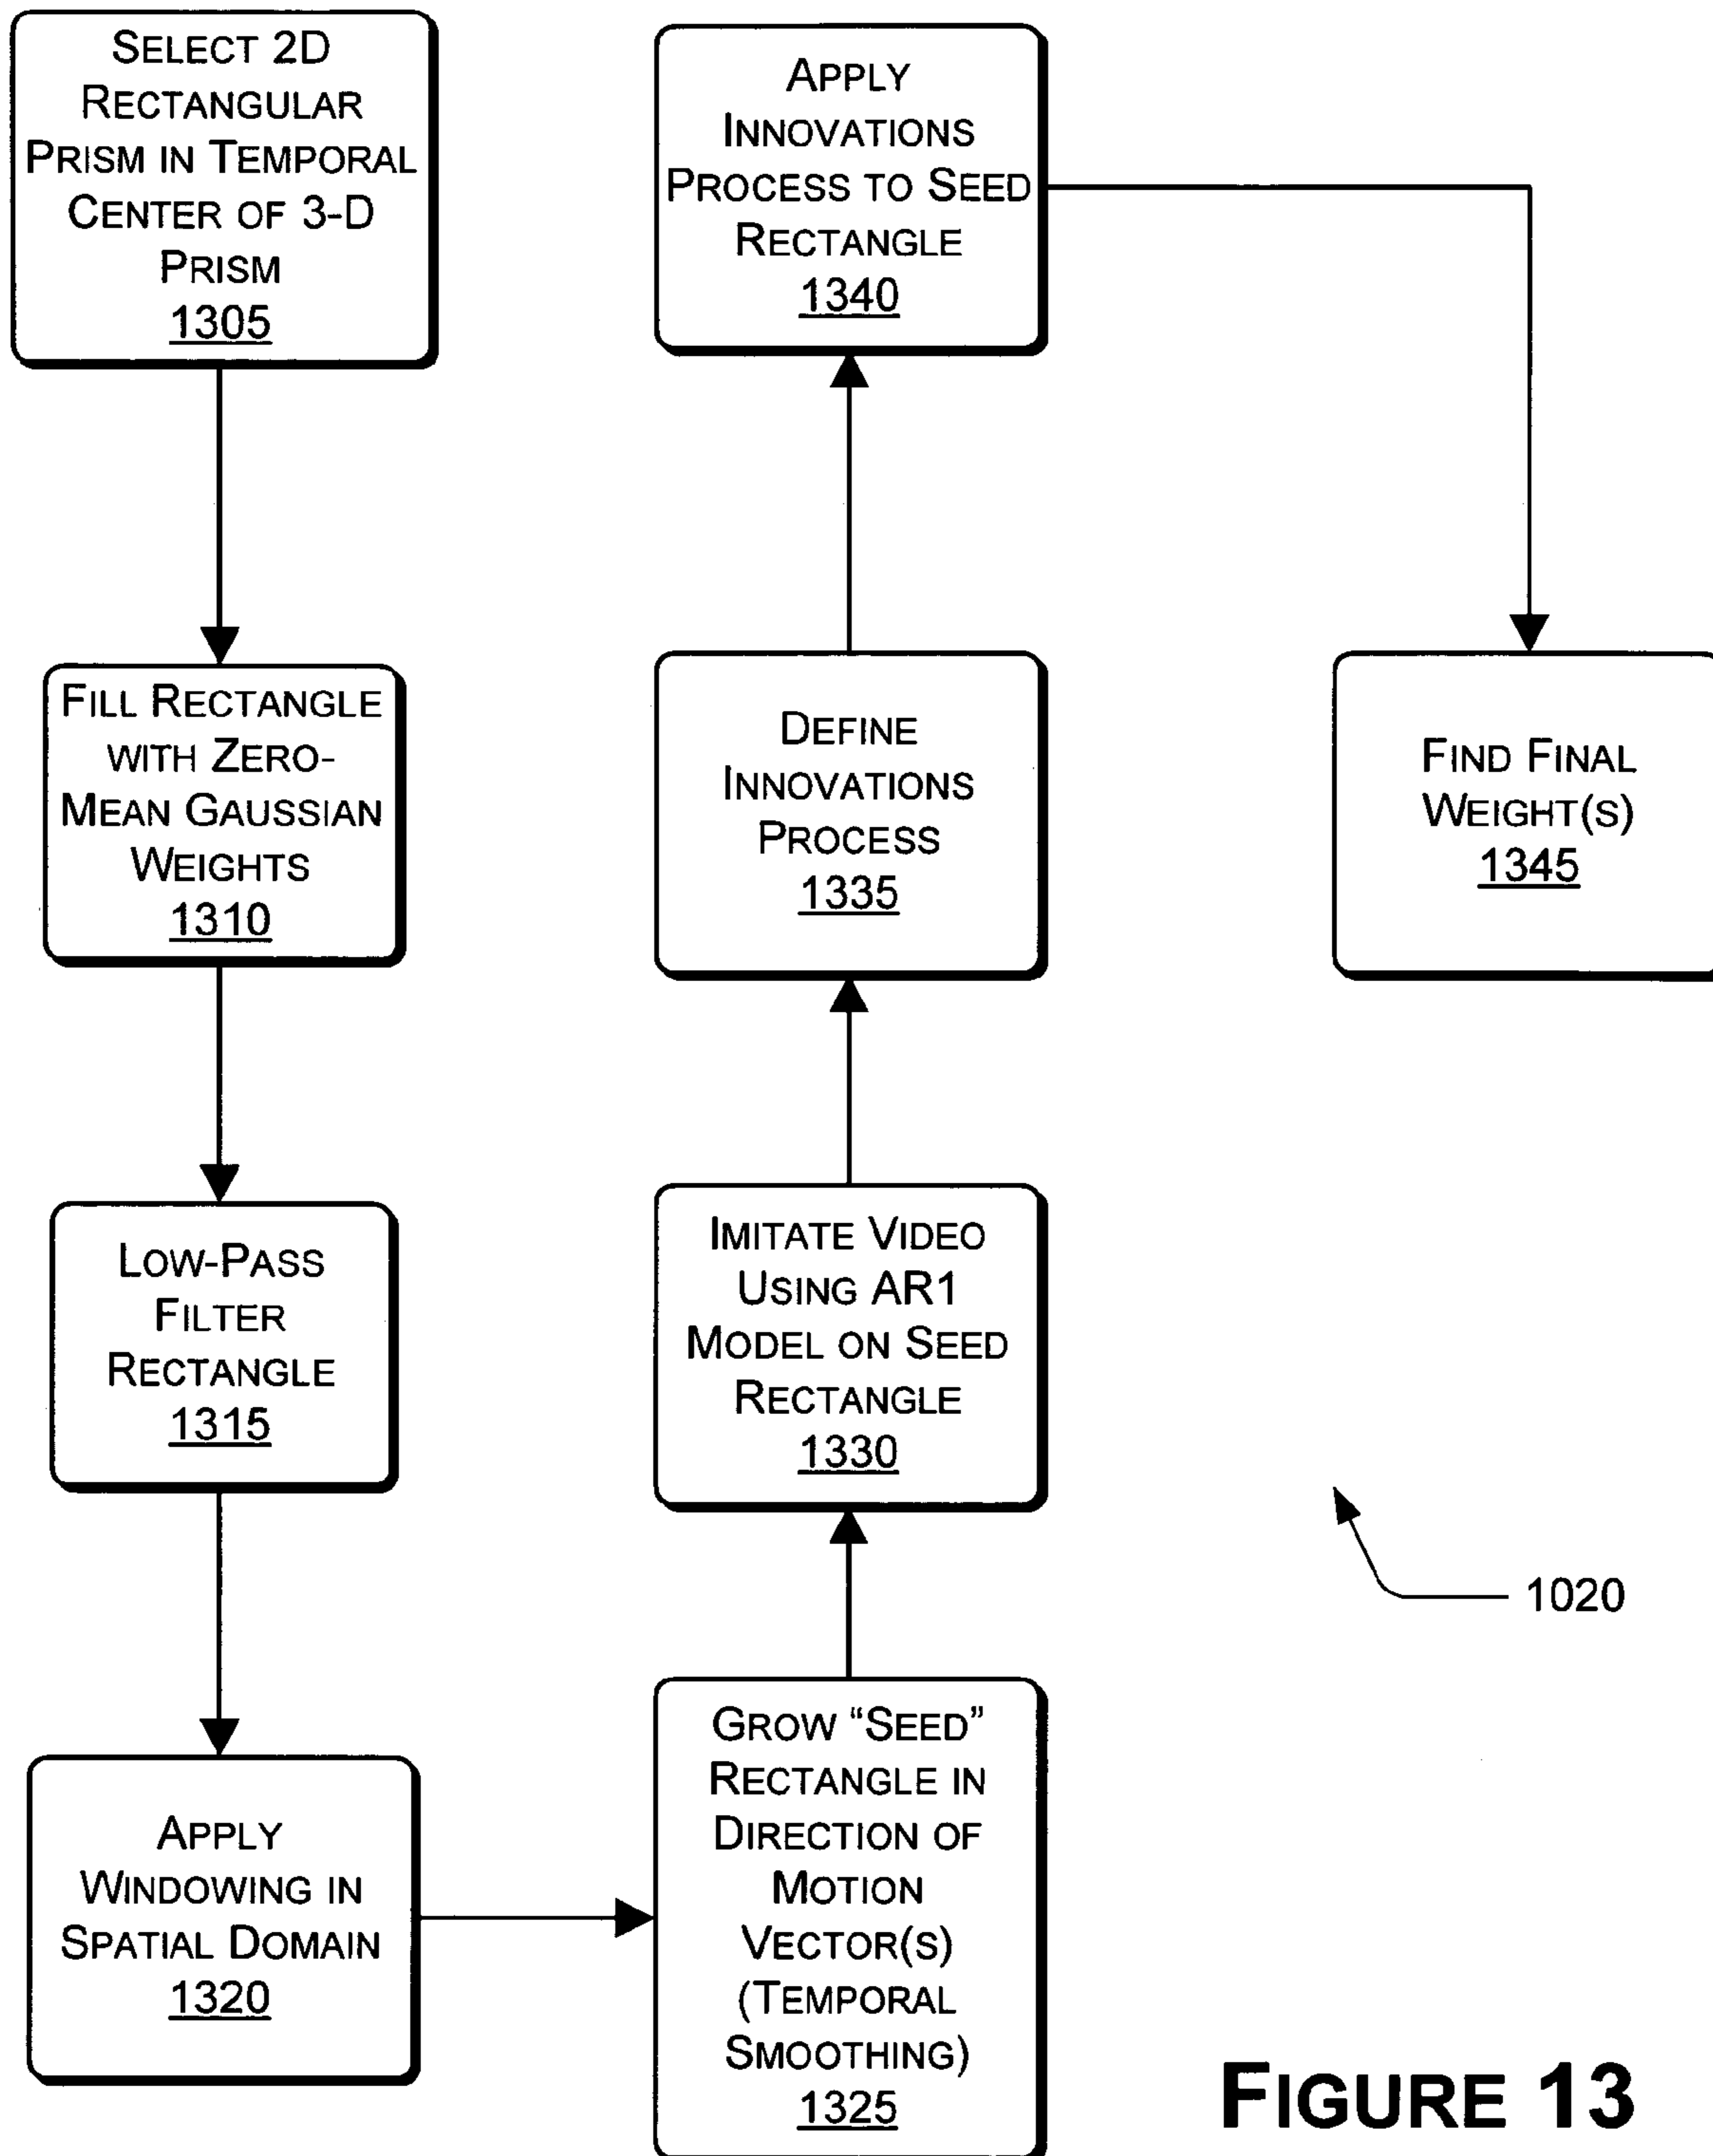 SELECT 2D
RECTANGULAR
PRISM IN TEMPORAL
CENTER OF 3-D
PRISM
1305
FILL RECTANGLE
WITH ZERO-
MEAN GAUSSIAN
WEIGHTS
1310
LOW-PASS
FILTER
RECTANGLE
1315
APPLY
WINDOWING IN
SPATIAL DOMAIN
1320
GROW “SEED”
RECTANGLE IN
DIRECTION OF
MOTION
VECTOR(S)
(TEMPORAL
SMOOTHING)
1325
IMITATE VIDEO
USING AR1
MODEL ON SEED
RECTANGLE
1330
DEFINE
INNOVATIONS
PROCESS
1335
APPLY
INNOVATIONS
PROCESS TO SEED
RECTANGLE
1340
FIND FINAL
WEIGHT(S)
1345
1020
FIGURE 13